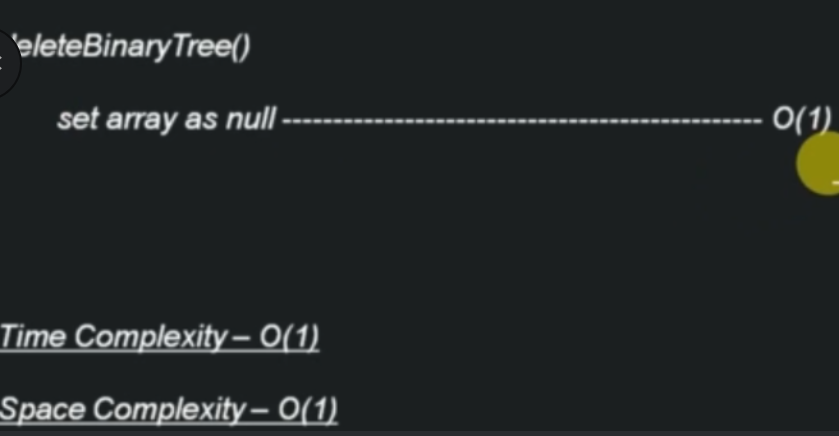 eleteBinaryTree()
set array as null ------------------------------------------------ O(1)
Time Complexity – O(1)
Space Complexity – O(1)